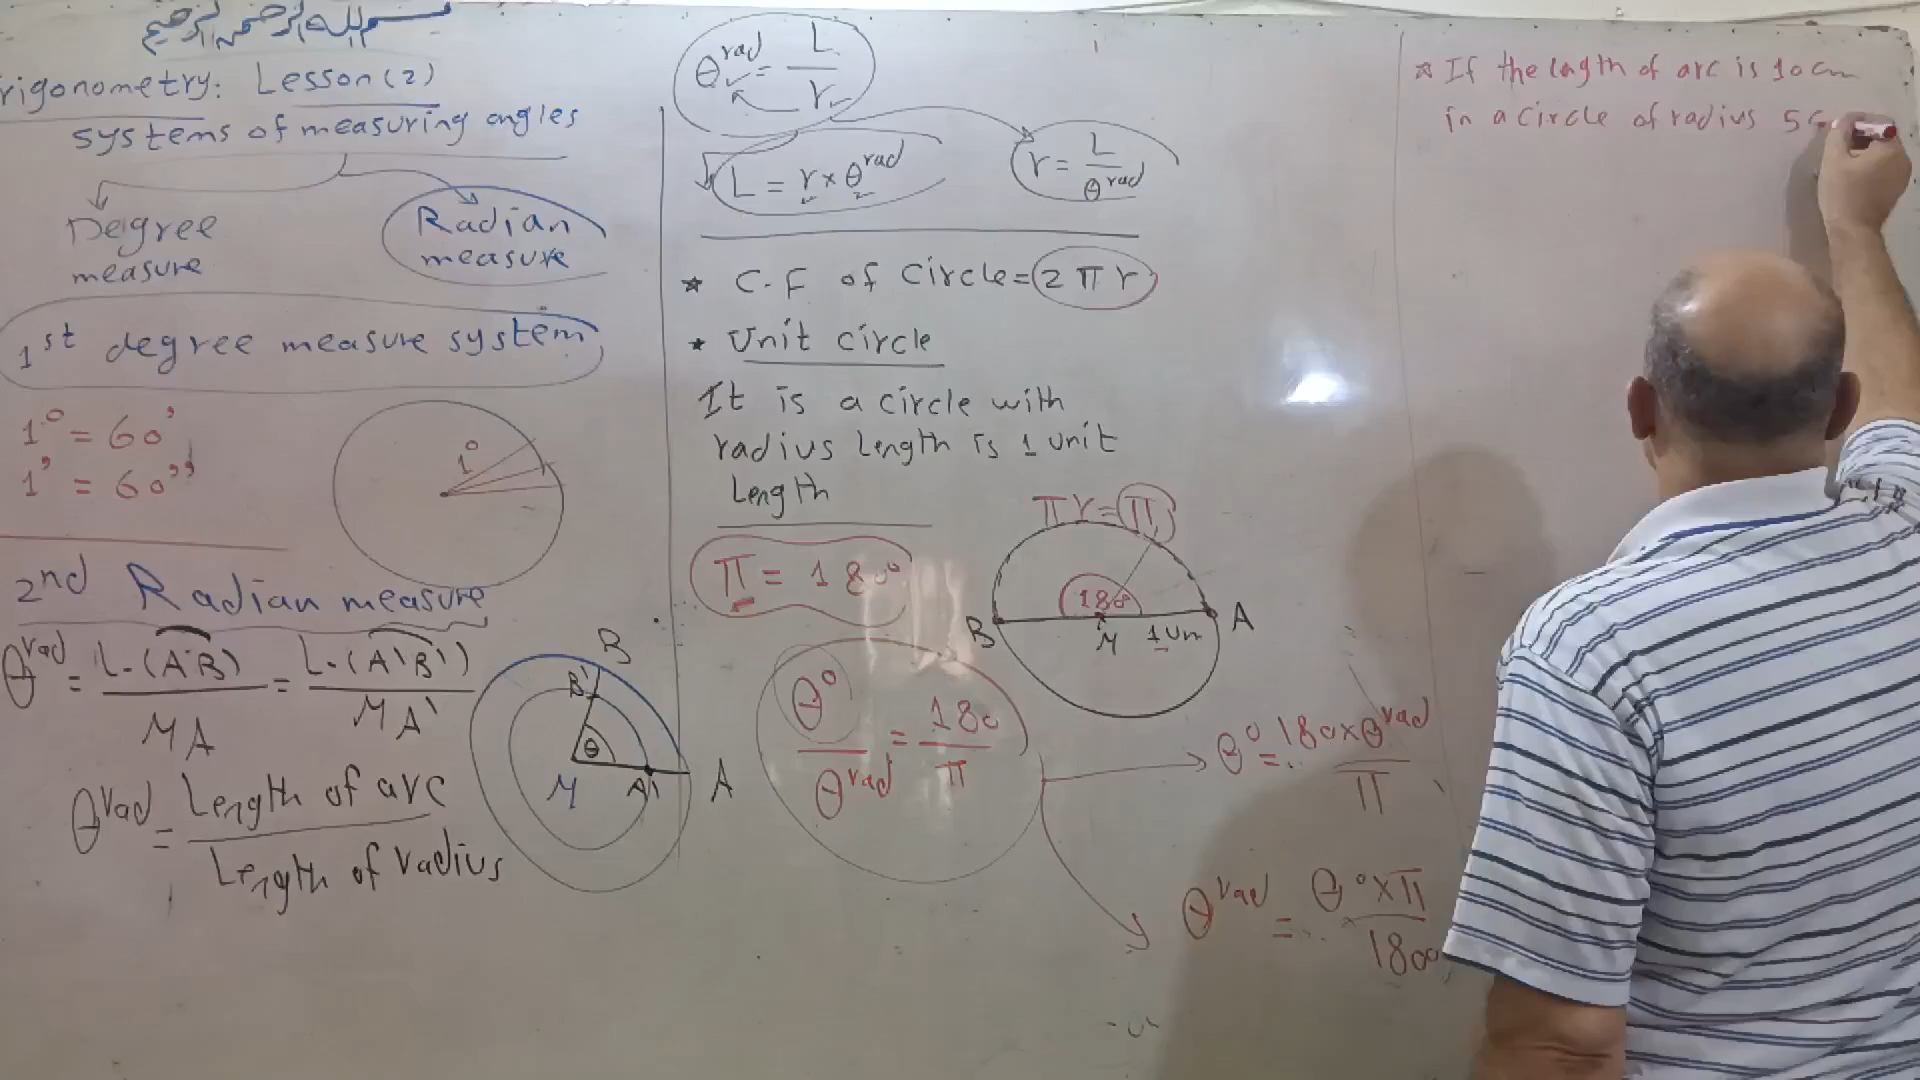 بسم الله الرحمن الرحيم
rigonometry: Lesson (2)
systems of measuring angles
Degree measure
Radian measure
1st degree measure system
1° = 60'
1' = 60''
1°
2nd Radian measure
θ^rad = L.(AB) / MA = L.(A'B') / MA'
θ^rad = Length of arc / Length of radius
B
B'
θ
M
A'
A
θ^rad = L / r
L = r × θ^rad
r = L / θ^rad
* C.F of circle = 2πr
* Unit circle
It is a circle with
radius length is 1 unit
Length
πr = π
π = 180°
180°
B
M
1 un
A
θ° / θ^rad = 180 / π
θ° = 180 × θ^rad / π
θ^rad = θ° × π / 180
* If the length of arc is 10 cm
in a circle of radius 5 c